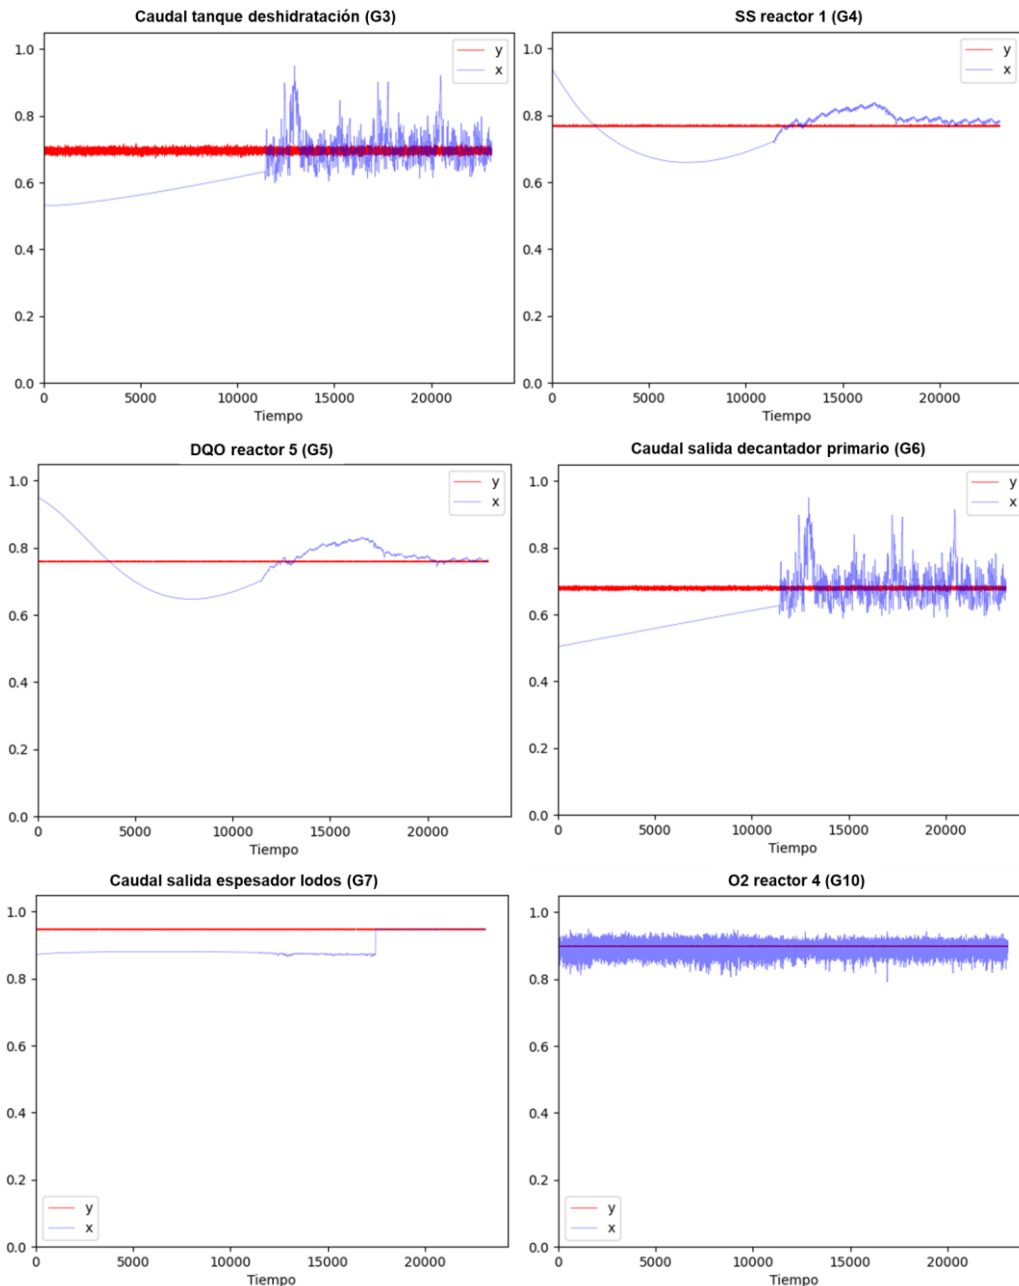 Caudal tanque deshidratación (G3)
1.0
0.8
0.6
0.4
0.2
0.0
y
x
0 5000 10000 15000 20000
Tiempo
SS reactor 1 (G4)
1.0
0.8
0.6
0.4
0.2
0.0
y
x
0 5000 10000 15000 20000
Tiempo
DQO reactor 5 (G5)
1.0
0.8
0.6
0.4
0.2
0.0
y
x
0 5000 10000 15000 20000
Tiempo
Caudal salida decantador primario (G6)
1.0
0.8
0.6
0.4
0.2
0.0
y
x
0 5000 10000 15000 20000
Tiempo
Caudal salida espesador lodos (G7)
1.0
0.8
0.6
0.4
0.2
0.0
y
x
0 5000 10000 15000 20000
Tiempo
O2 reactor 4 (G10)
1.0
0.8
0.6
0.4
0.2
0.0
y
x
0 5000 10000 15000 20000
Tiempo